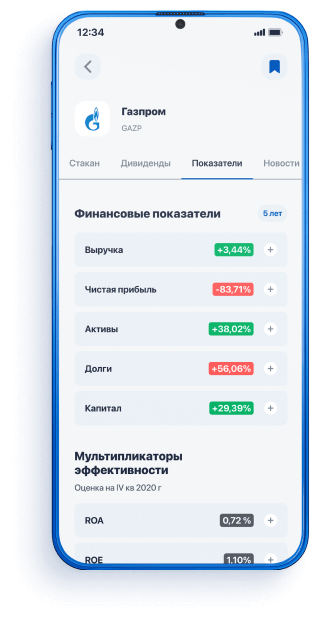 12:34
Газпром
GAZP
Стакан Дивиденды Показатели Новости
Финансовые показатели 5 лет
Выручка +3,44% +
Чистая прибыль -83,71% +
Активы +38,02% +
Долги +56,06% +
Капитал +29,39% +
Мультипликаторы
эффективности
Оценка на IV кв 2020 г
ROA 0,72 % +
ROE 1,10% +